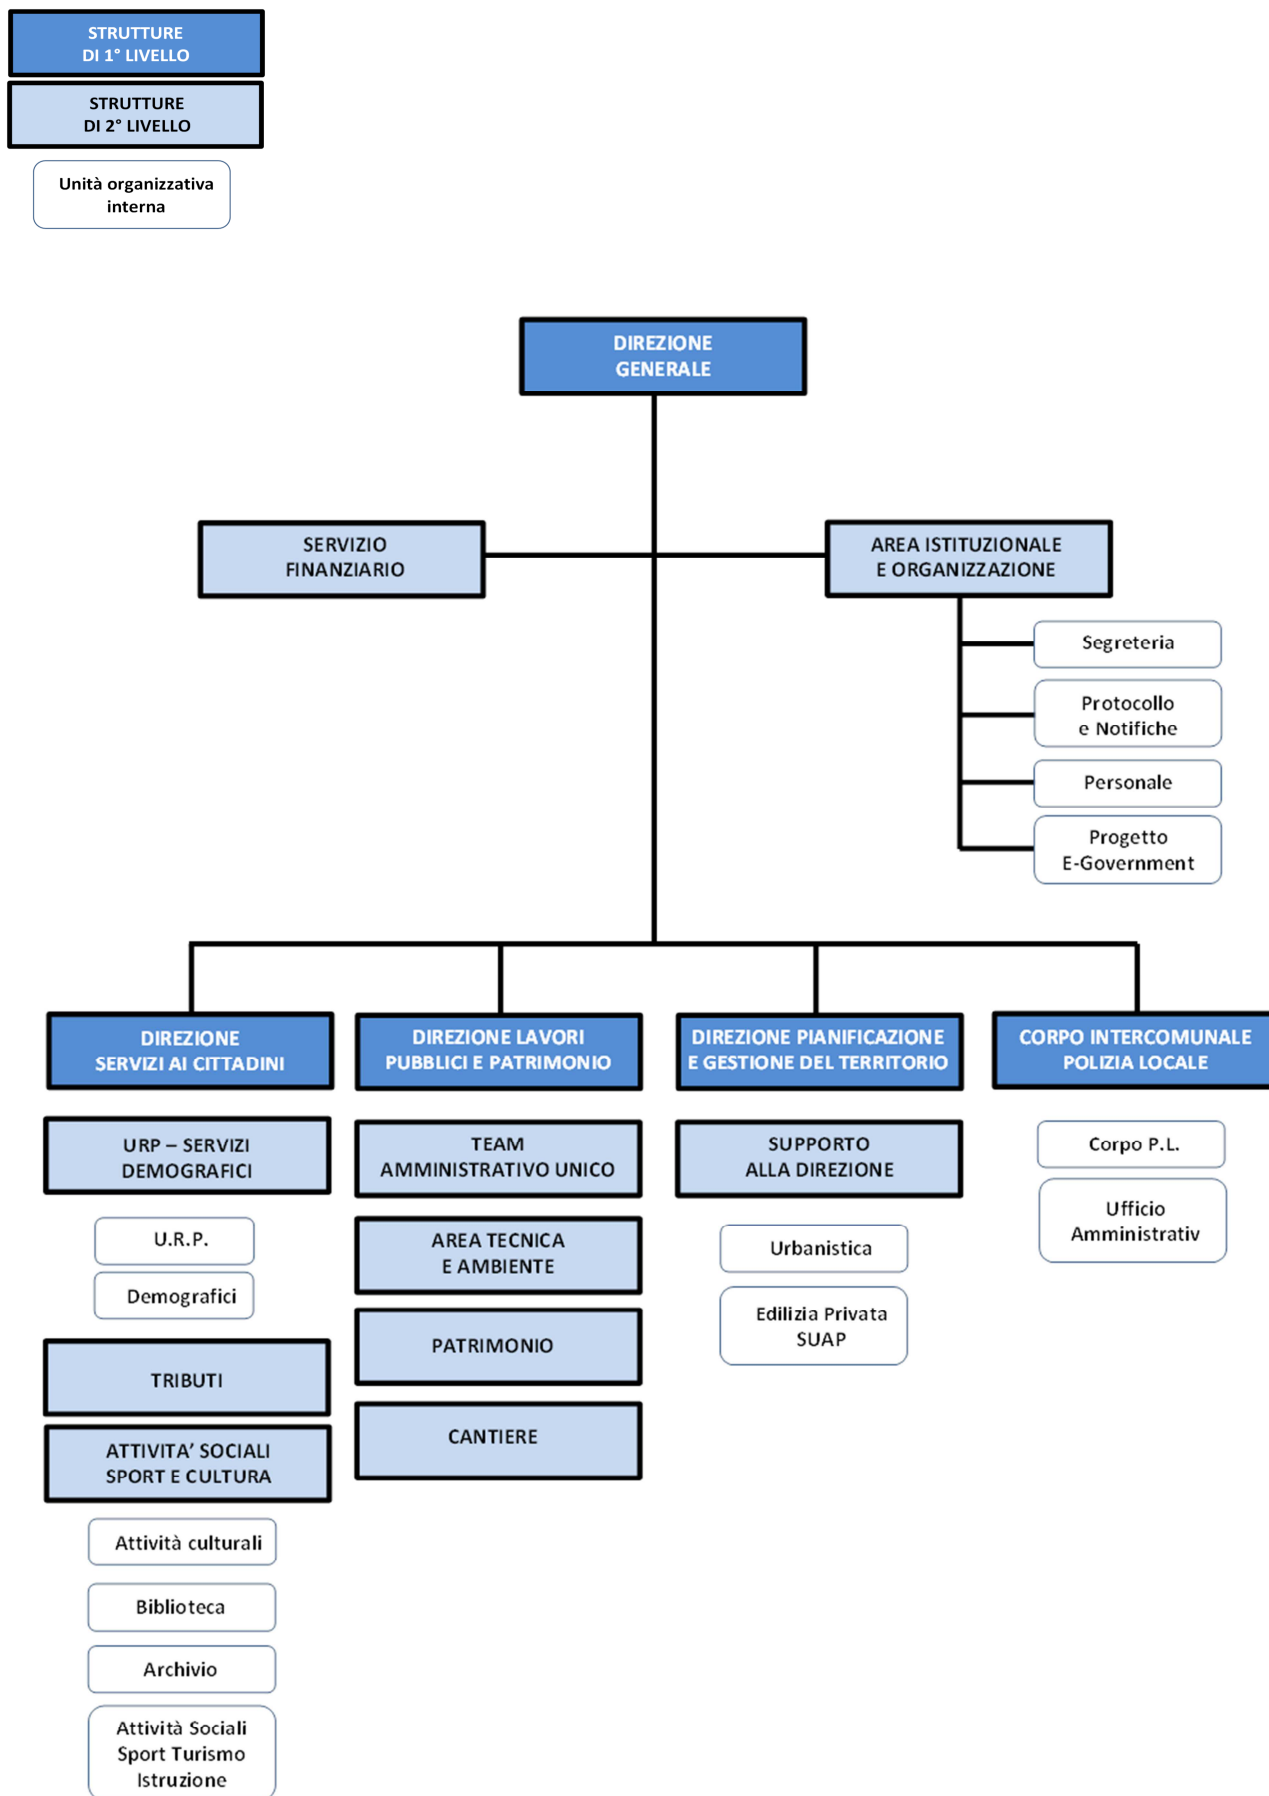 STRUTTURE
DI 1° LIVELLO
STRUTTURE
DI 2° LIVELLO
Unità organizzativa
interna
DIREZIONE
GENERALE
SERVIZIO
FINANZIARIO
AREA ISTITUZIONALE
E ORGANIZZAZIONE
Segreteria
Protocollo
e Notifiche
Personale
Progetto
E-Government
DIREZIONE
SERVIZI AI CITTADINI
URP – SERVIZI
DEMOGRAFICI
U.R.P.
Demografici
TRIBUTI
ATTIVITA’ SOCIALI
SPORT E CULTURA
Attività culturali
Biblioteca
Archivio
Attività Sociali
Sport Turismo
Istruzione
DIREZIONE LAVORI
PUBBLICI E PATRIMONIO
TEAM
AMMINISTRATIVO UNICO
AREA TECNICA
E AMBIENTE
PATRIMONIO
CANTIERE
DIREZIONE PIANIFICAZIONE
E GESTIONE DEL TERRITORIO
SUPPORTO
ALLA DIREZIONE
Urbanistica
Edilizia Privata
SUAP
CORPO INTERCOMUNALE
POLIZIA LOCALE
Corpo P.L.
Ufficio
Amministrativ